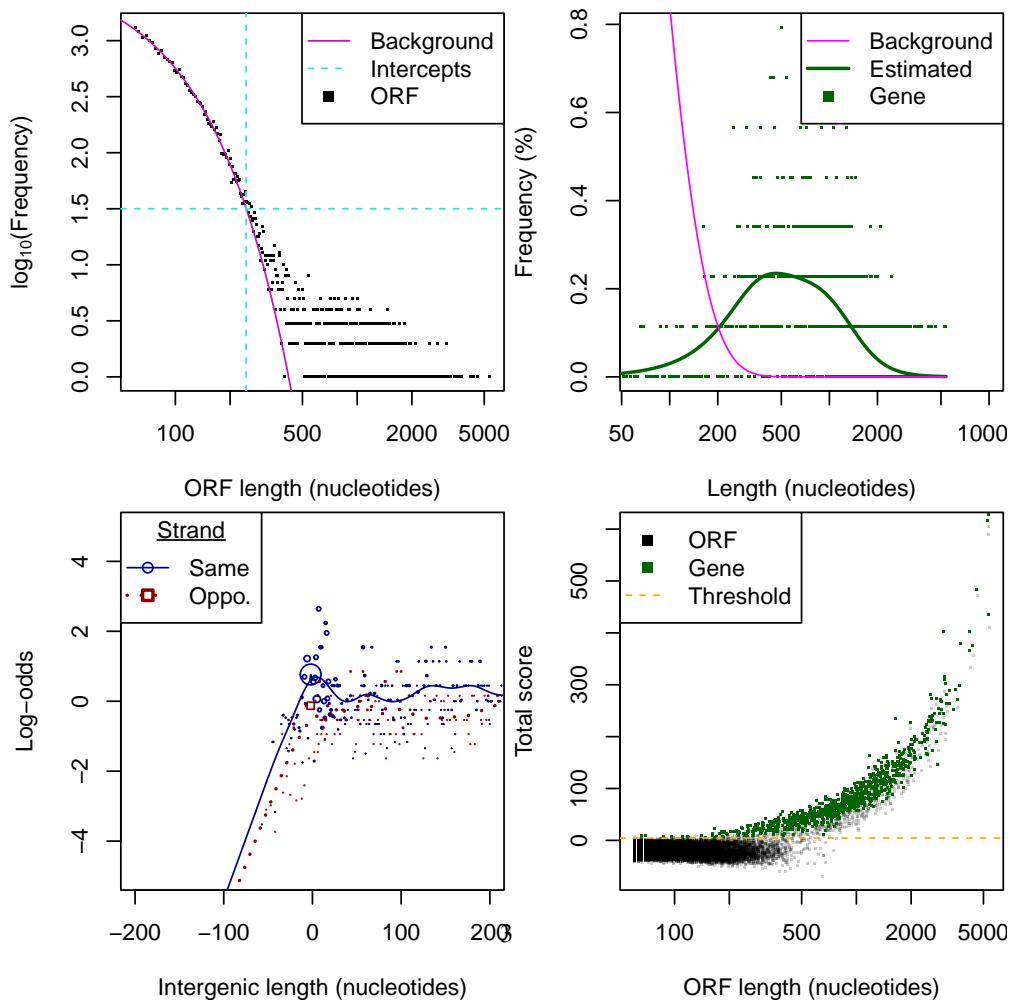 Background
Intercepts
ORF
log10(Frequency)
3.0
2.5
2.0
1.5
1.0
0.5
0.0
100 500 2000 5000
ORF length (nucleotides)
Background
Estimated
Gene
Frequency (%)
0.8
0.6
0.4
0.2
0.0
50 200 500 2000 1000
Length (nucleotides)
Strand
Same
Oppo.
Log−odds
4
2
0
−2
−4
−200 −100 0 100 200
Intergenic length (nucleotides)
ORF
Gene
Threshold
Total score
500
300
100
0
100 500 2000 5000
ORF length (nucleotides)